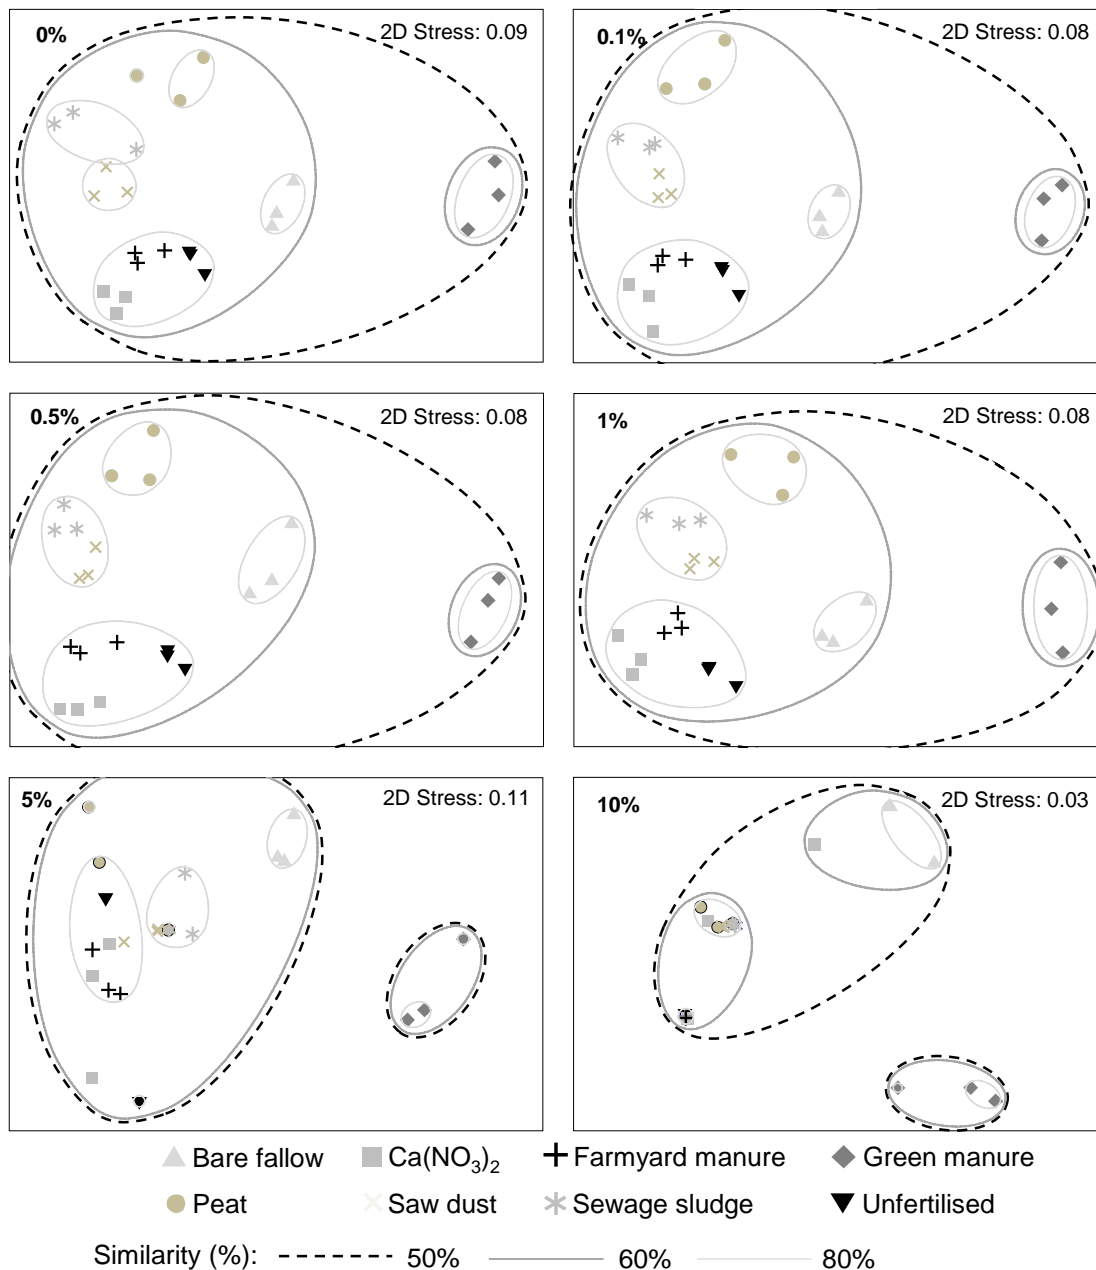 0% 2D Stress: 0.09
0.1% 2D Stress: 0.08
0.5% 2D Stress: 0.08
1% 2D Stress: 0.08
5% 2D Stress: 0.11
10% 2D Stress: 0.03
Bare fallow Ca(NO₃)₂ Farmyard manure Green manure
Peat Saw dust Sewage sludge Unfertilised
Similarity (%): 50% 60% 80%